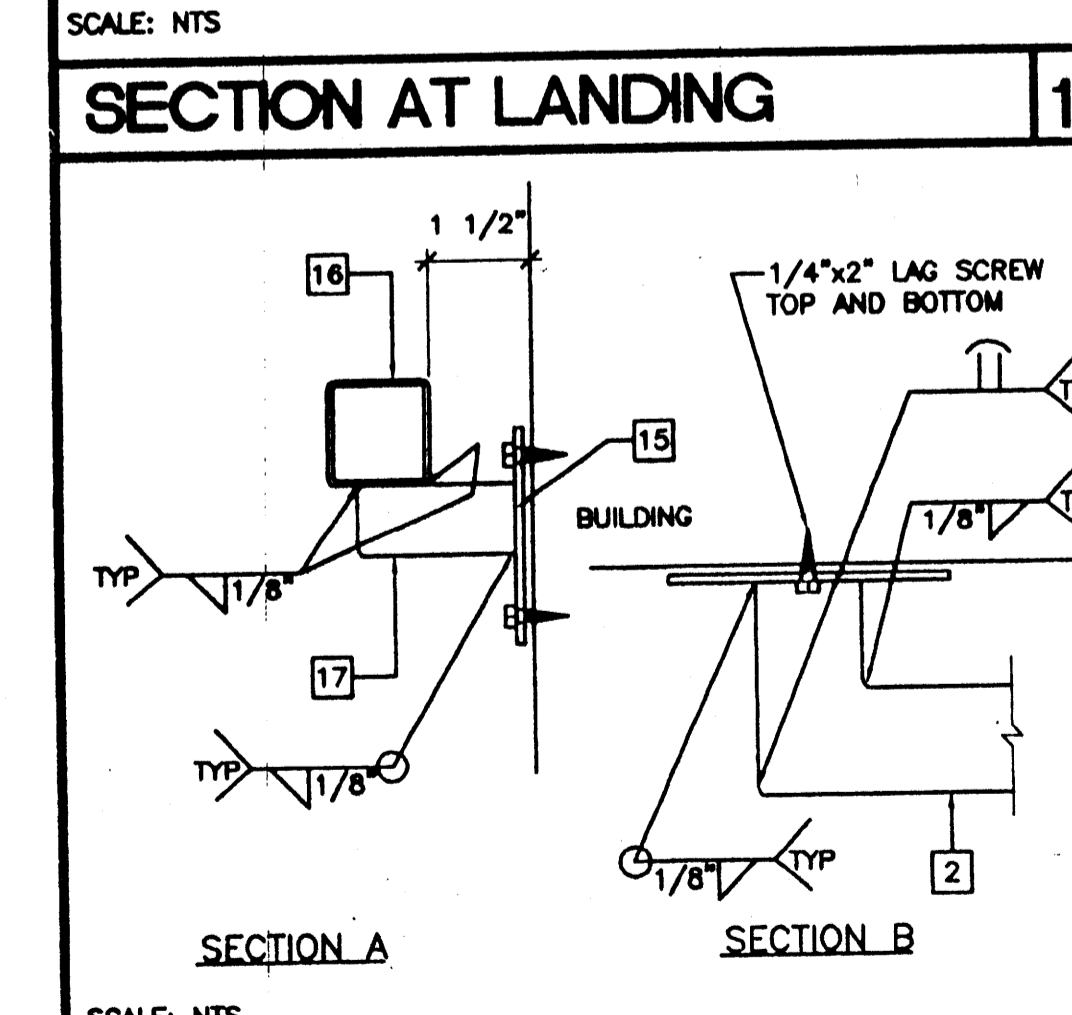 SCALE: NTS
SECTION AT LANDING
1
1 1/2"
16
1/4"x2" LAG SCREW
TOP AND BOTTOM
15
BUILDING
1/8"
TYP
1/8"
17
TYP
1/8"
1/8"
TYP
2
SECTION A
SECTION B
SCALE: NTS